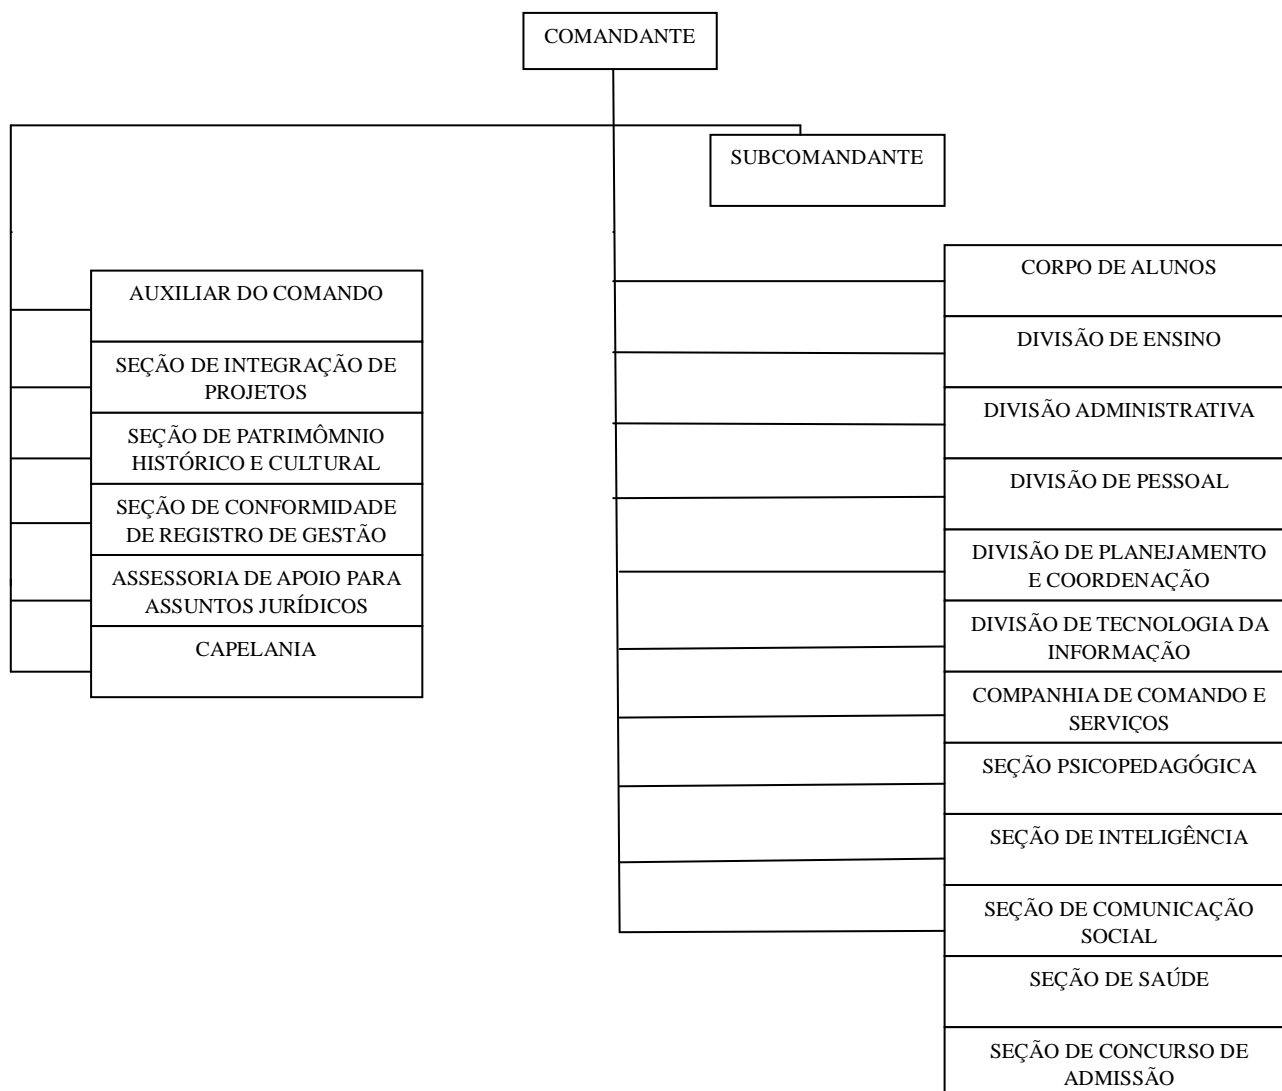 COMANDANTE
SUBCOMANDANTE
AUXILIAR DO COMANDO
SEÇÃO DE INTEGRAÇÃO DE
PROJETOS
SEÇÃO DE PATRIMÔMNIO
HISTÓRICO E CULTURAL
SEÇÃO DE CONFORMIDADE
DE REGISTRO DE GESTÃO
ASSESSORIA DE APOIO PARA
ASSUNTOS JURÍDICOS
CAPELANIA
CORPO DE ALUNOS
DIVISÃO DE ENSINO
DIVISÃO ADMINISTRATIVA
DIVISÃO DE PESSOAL
DIVISÃO DE PLANEJAMENTO
E COORDENAÇÃO
DIVISÃO DE TECNOLOGIA DA
INFORMAÇÃO
COMPANHIA DE COMANDO E
SERVIÇOS
SEÇÃO PSICOPEDAGÓGICA
SEÇÃO DE INTELIGÊNCIA
SEÇÃO DE COMUNICAÇÃO
SOCIAL
SEÇÃO DE SAÚDE
SEÇÃO DE CONCURSO DE
ADMISSÃO